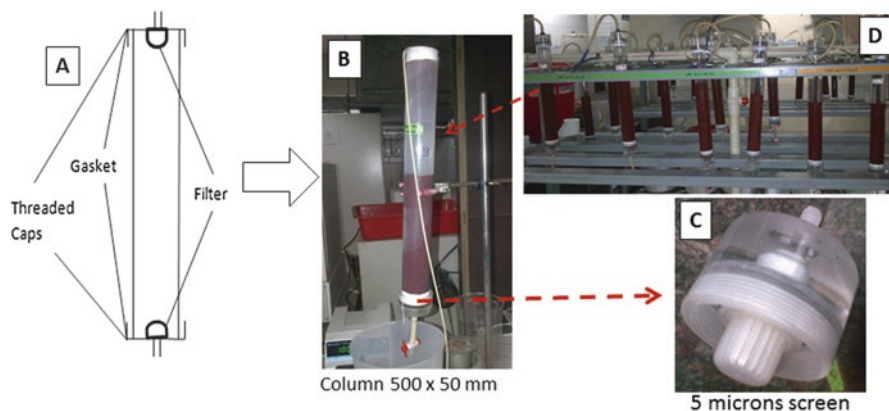 A
Gasket
Threaded
Caps
Filter
B
Column 500 x 50 mm
D
C
5 microns screen